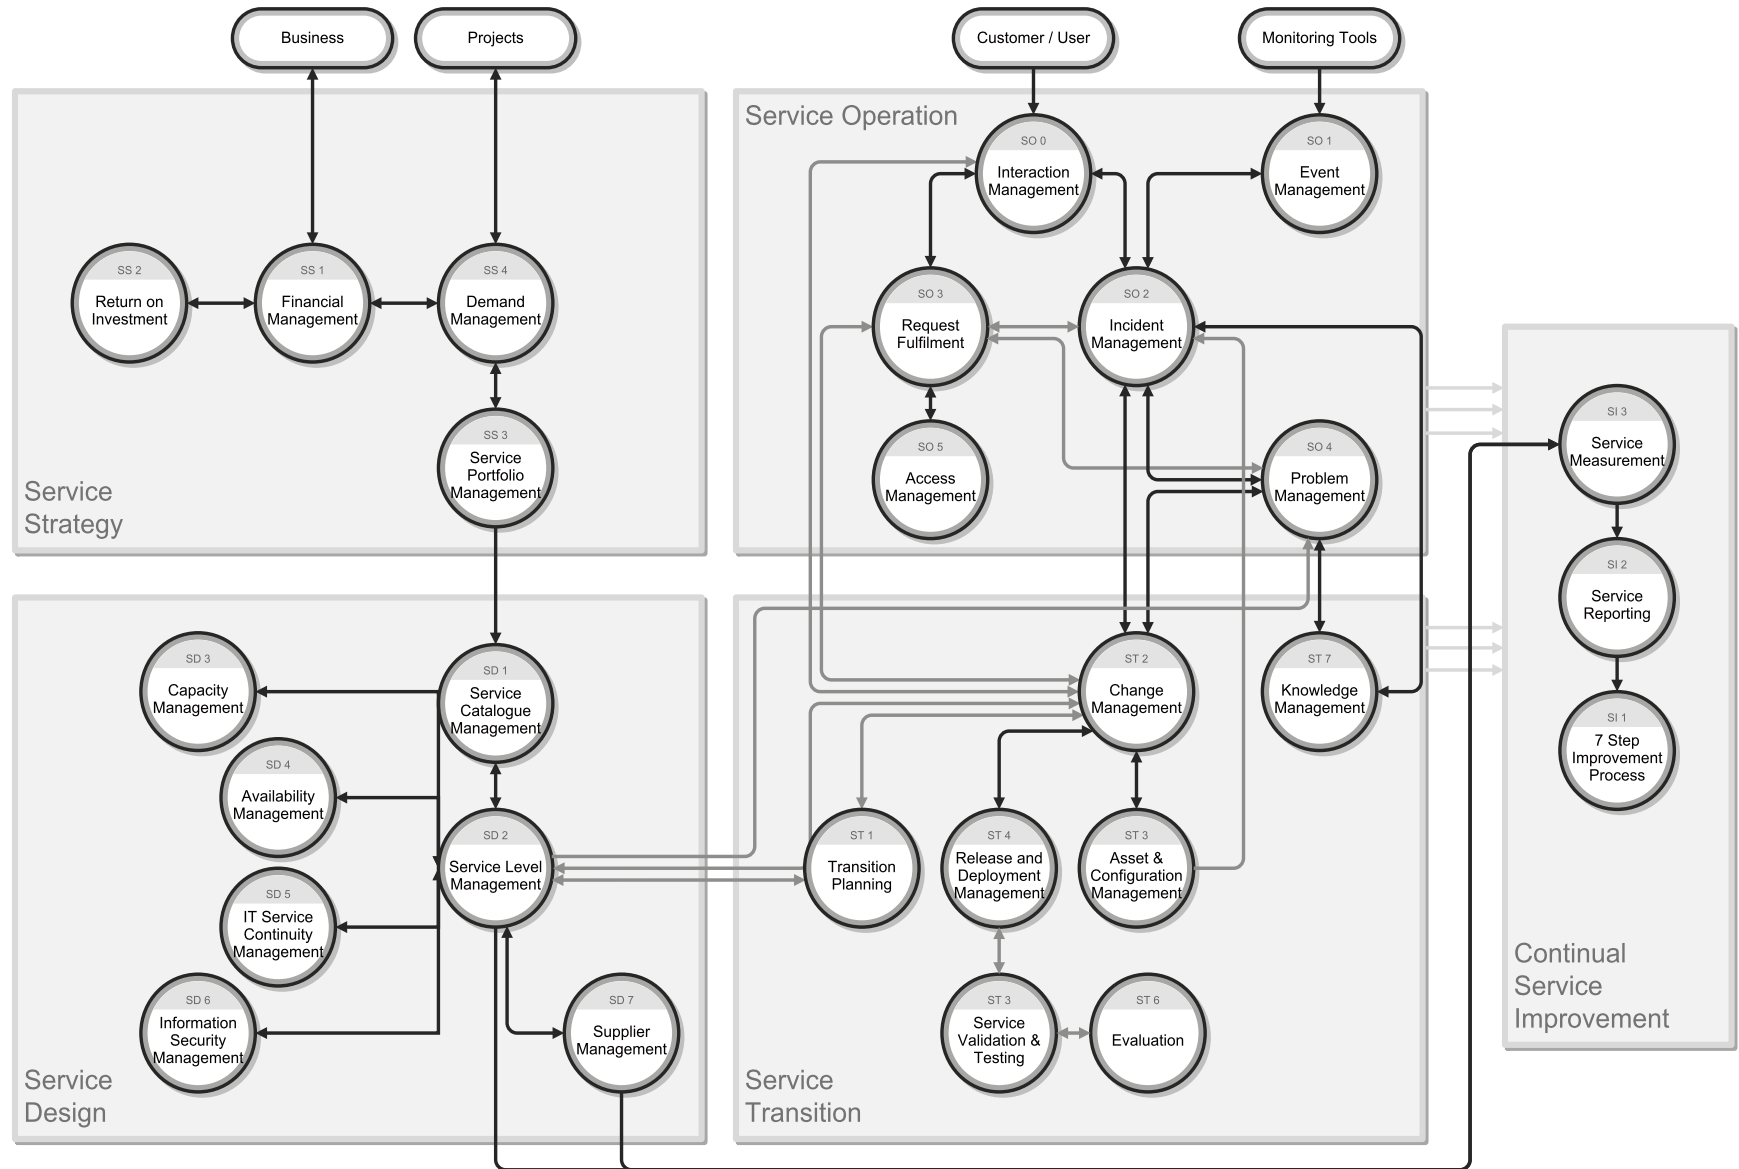 Business
Projects
Customer / User
Monitoring Tools
Service Operation
SO 0
Interaction
Management
SO 1
Event
Management
SS 2
Return on
Investment
SS 1
Financial
Management
SS 4
Demand
Management
SO 3
Request
Fulfilment
SO 2
Incident
Management
SS 3
Service
Portfolio
Management
SO 5
Access
Management
SO 4
Problem
Management
Service
Strategy
SI 3
Service
Measurement
SI 2
Service
Reporting
SI 1
7 Step
Improvement
Process
Continual
Service
Improvement
SD 3
Capacity
Management
SD 1
Service
Catalogue
Management
SD 4
Availability
Management
SD 2
Service Level
Management
SD 5
IT Service
Continuity
Management
SD 6
Information
Security
Management
SD 7
Supplier
Management
Service
Design
ST 2
Change
Management
ST 7
Knowledge
Management
ST 1
Transition
Planning
ST 4
Release and
Deployment
Management
ST 3
Asset &
Configuration
Management
ST 3
Service
Validation &
Testing
ST 6
Evaluation
Service
Transition